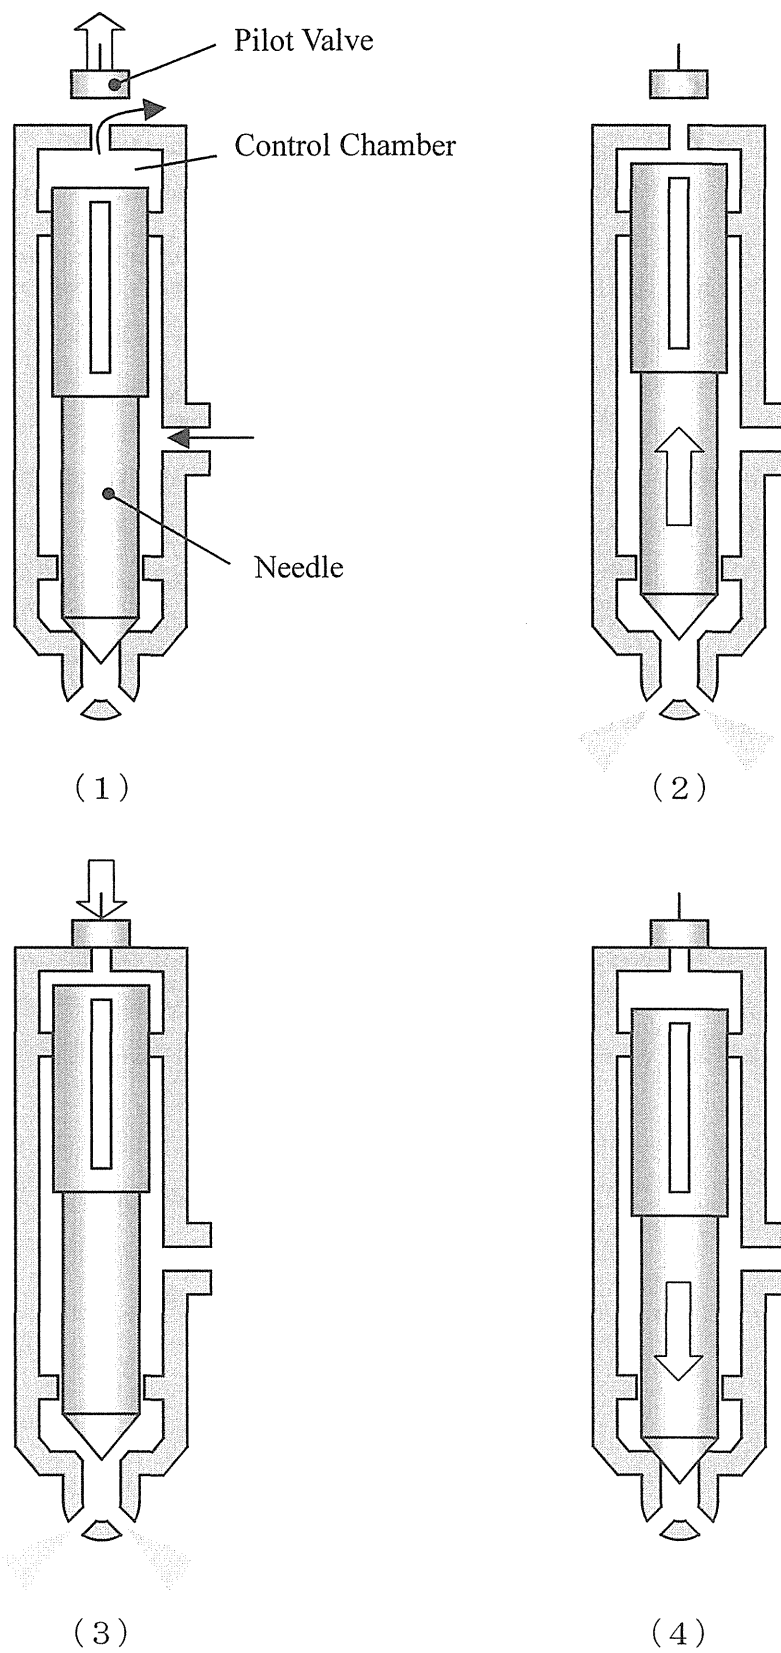 Pilot Valve
Control Chamber
Needle
（1）
（2）
（3）
（4）